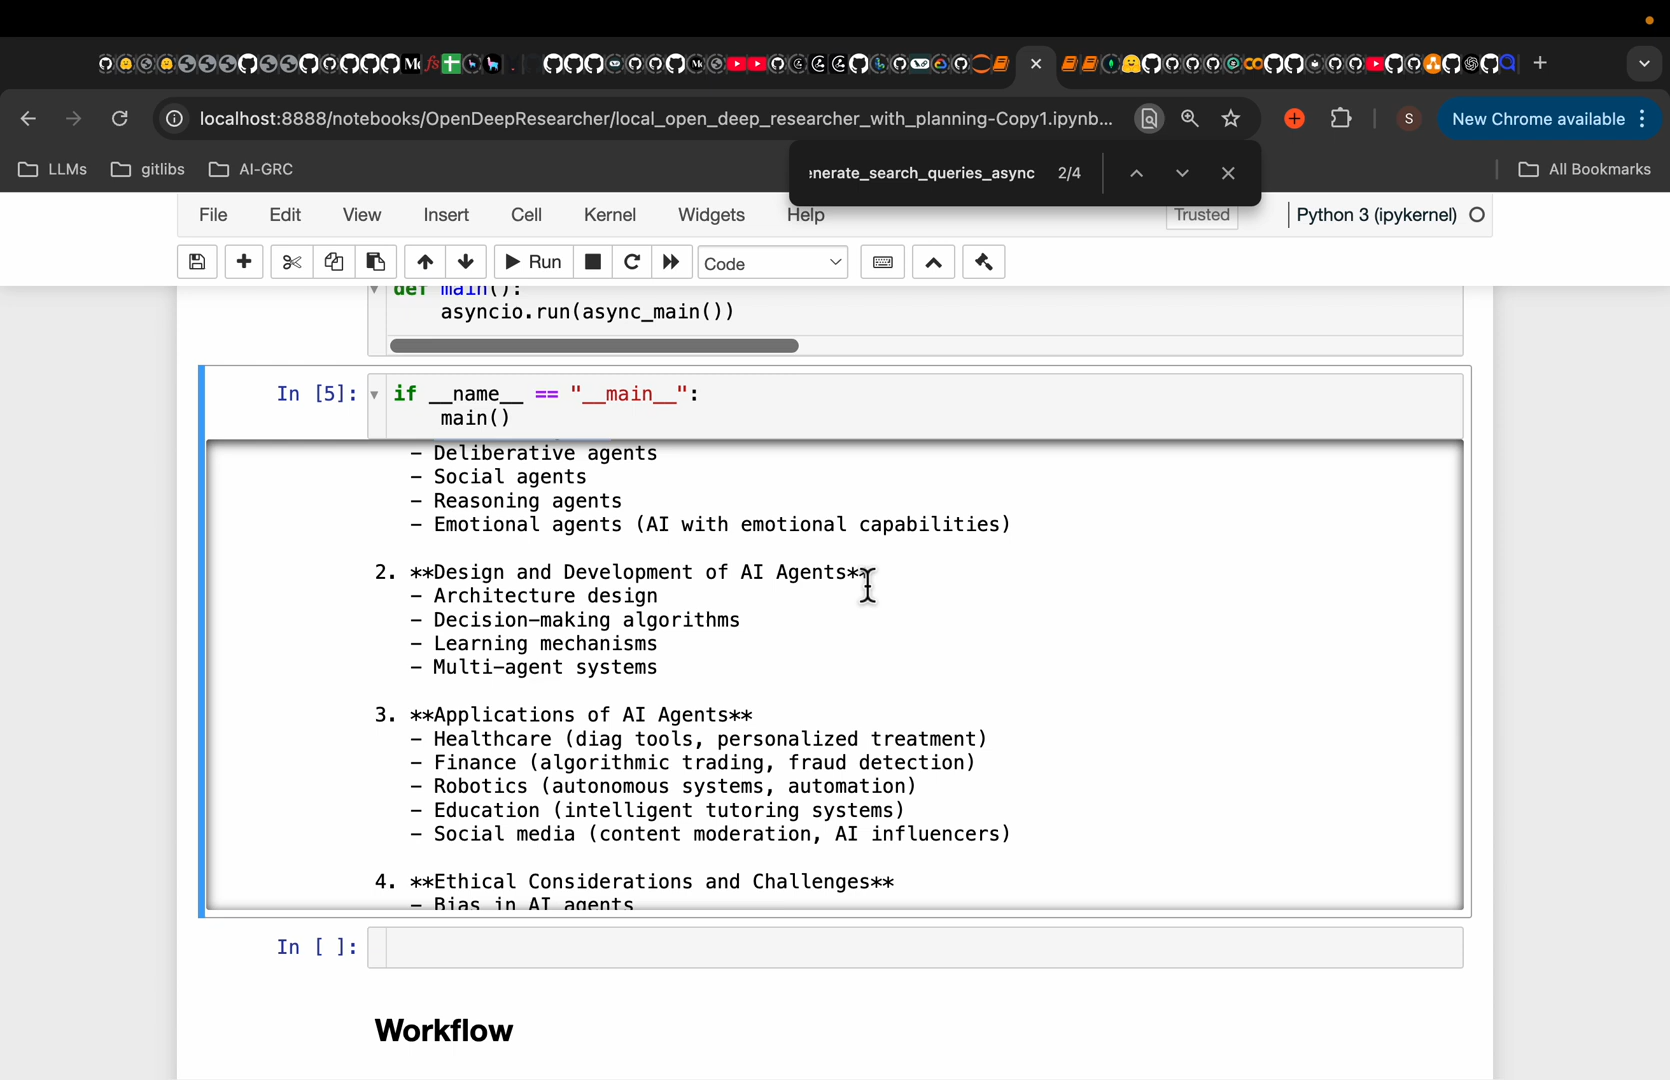 localhost:8888/notebooks/OpenDeepResearcher/local_open_deep_researcher_with_planning-Copy1.ipynb...
S
New Chrome available
LLMs
gitlibs
AI-GRC
enerate_search_queries_async
2/4
All Bookmarks
File
Edit
View
Insert
Cell
Kernel
Widgets
Help
Trusted
Python 3 (ipykernel)
Run
Code
def main():
asyncio.run(async_main())
In [5]:
if __name__ == "__main__":
main()
- Deliberative agents
- Social agents
- Reasoning agents
- Emotional agents (AI with emotional capabilities)
2. **Design and Development of AI Agents**
- Architecture design
- Decision-making algorithms
- Learning mechanisms
- Multi-agent systems
3. **Applications of AI Agents**
- Healthcare (diag tools, personalized treatment)
- Finance (algorithmic trading, fraud detection)
- Robotics (autonomous systems, automation)
- Education (intelligent tutoring systems)
- Social media (content moderation, AI influencers)
4. **Ethical Considerations and Challenges**
- Bias in AI agents
In [ ]:
Workflow